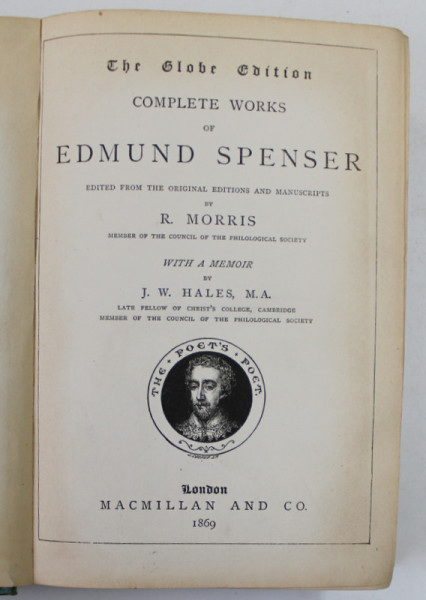 The Globe Edition
COMPLETE WORKS
OF
EDMUND SPENSER
EDITED FROM THE ORIGINAL EDITIONS AND MANUSCRIPTS
BY
R. MORRIS
MEMBER OF THE COUNCIL OF THE PHILOLOGICAL SOCIETY
WITH A MEMOIR
BY
J. W. HALES, M.A.
LATE FELLOW OF CHRIST'S COLLEGE, CAMBRIDGE
MEMBER OF THE COUNCIL OF THE PHILOLOGICAL SOCIETY
THE • POET'S • POET.
London
MACMILLAN AND CO.
1869